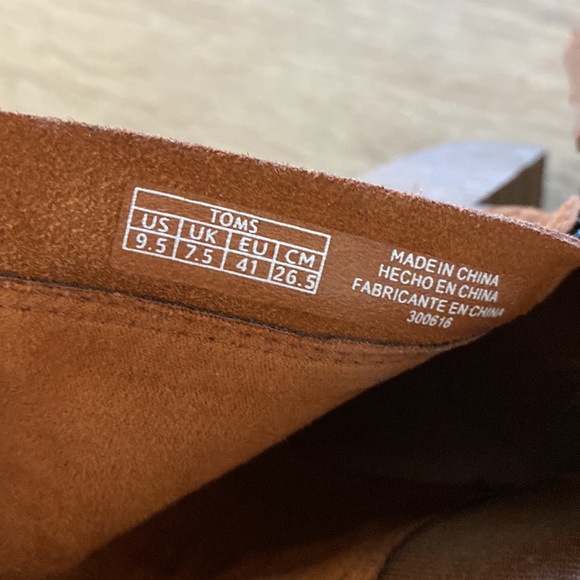 TOMS
US UK EU CM
9.5 7.5 41 26.5
MADE IN CHINA
HECHO EN CHINA
FABRICANTE EN CHINA
300616